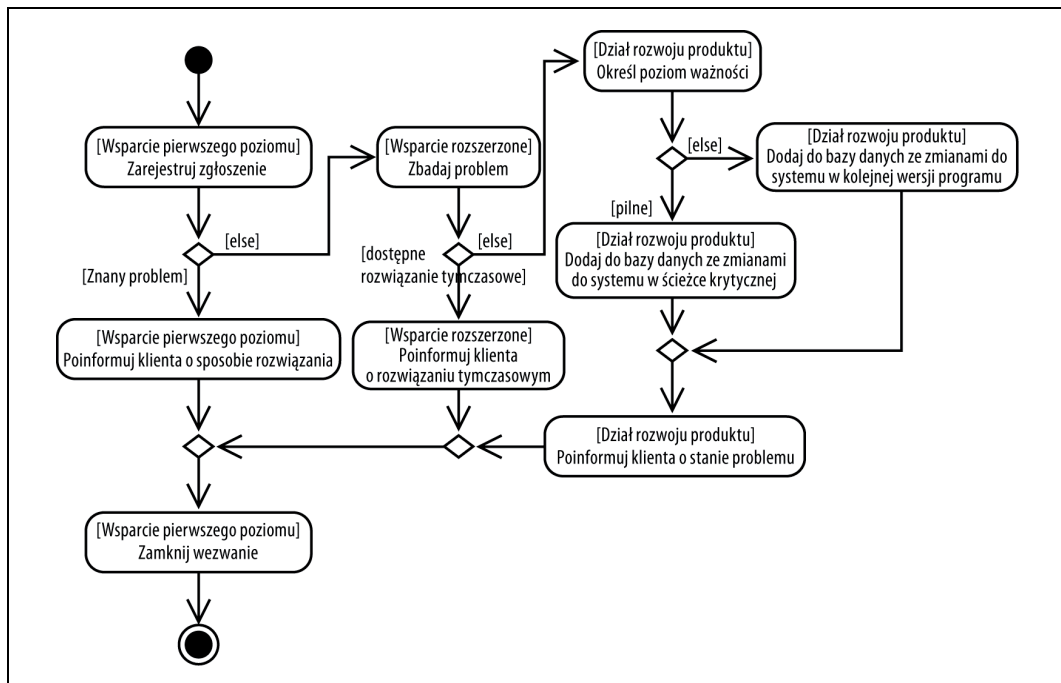 [Wsparcie pierwszego poziomu]
Zarejestruj zgłoszenie
[else]
[Znany problem]
[Wsparcie pierwszego poziomu]
Poinformuj klienta o sposobie rozwiązania
[Wsparcie rozszerzone]
Zbadaj problem
[dostępne
rozwiązanie tymczasowe]
[else]
[Wsparcie rozszerzone]
Poinformuj klienta
o rozwiązaniu tymczasowym
[Dział rozwoju produktu]
Określ poziom ważności
[else]
[Dział rozwoju produktu]
Dodaj do bazy danych ze zmianami do
systemu w kolejnej wersji programu
[pilne]
[Dział rozwoju produktu]
Dodaj do bazy danych ze zmianami
do systemu w ścieżce krytycznej
[Dział rozwoju produktu]
Poinformuj klienta o stanie problemu
[Wsparcie pierwszego poziomu]
Zamknij wezwanie